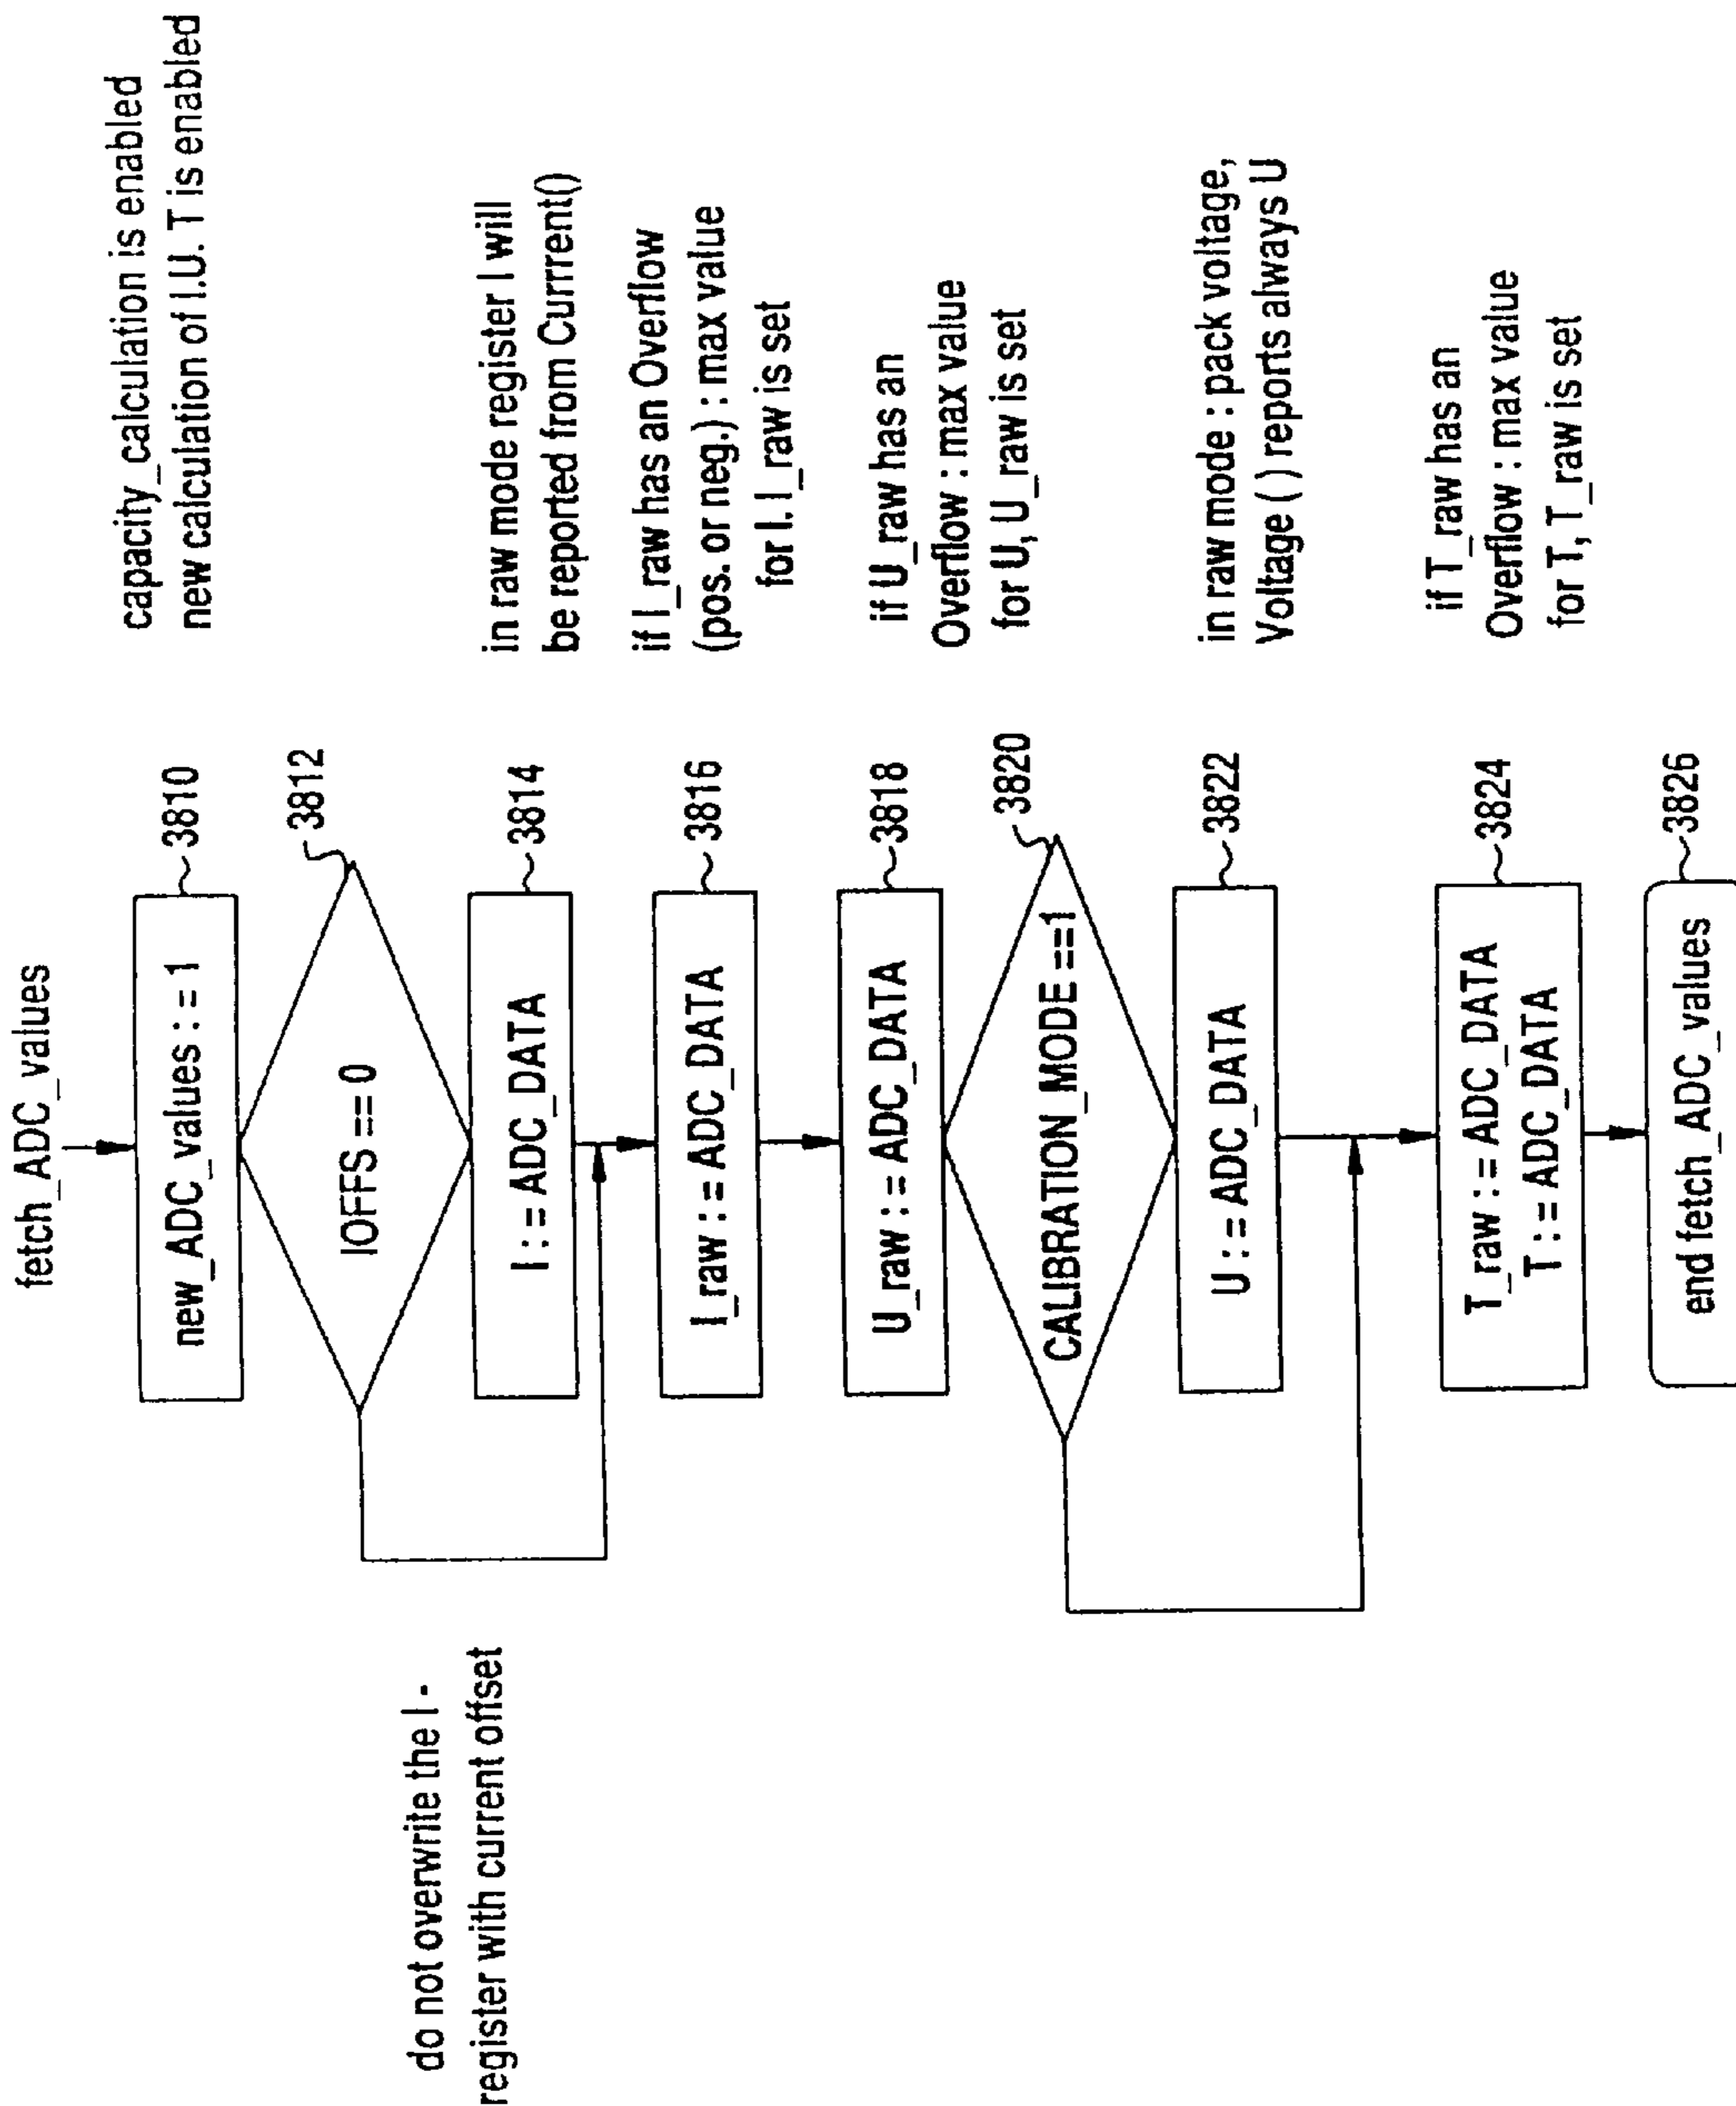 fetch_ADC_values
new_ADC_values : = 1
3810
capacity_calculation is enabled
new calculation of I.U. T is enabled
IOFFS == 0
3812
do not overwrite the I -
register with current offset
I : = ADC_DATA
3814
in raw mode register I will
be reported from Currrent()
I_raw := ADC_DATA
3816
if I_raw has an Overflow
(pos. or neg.) : max value
for I. I_raw is set
U_raw := ADC_DATA
3818
if U_raw has an
Overflow : max value
for U, U_raw is set
CALIBRATION_MODE ==1
3820
U := ADC_DATA
3822
in raw mode : pack voltage,
Voltage ( ) reports always U
T_raw := ADC_DATA
T := ADC_DATA
3824
if T_raw has an
Overflow : max value
for T, T_raw is set
end fetch_ADC_values
3826